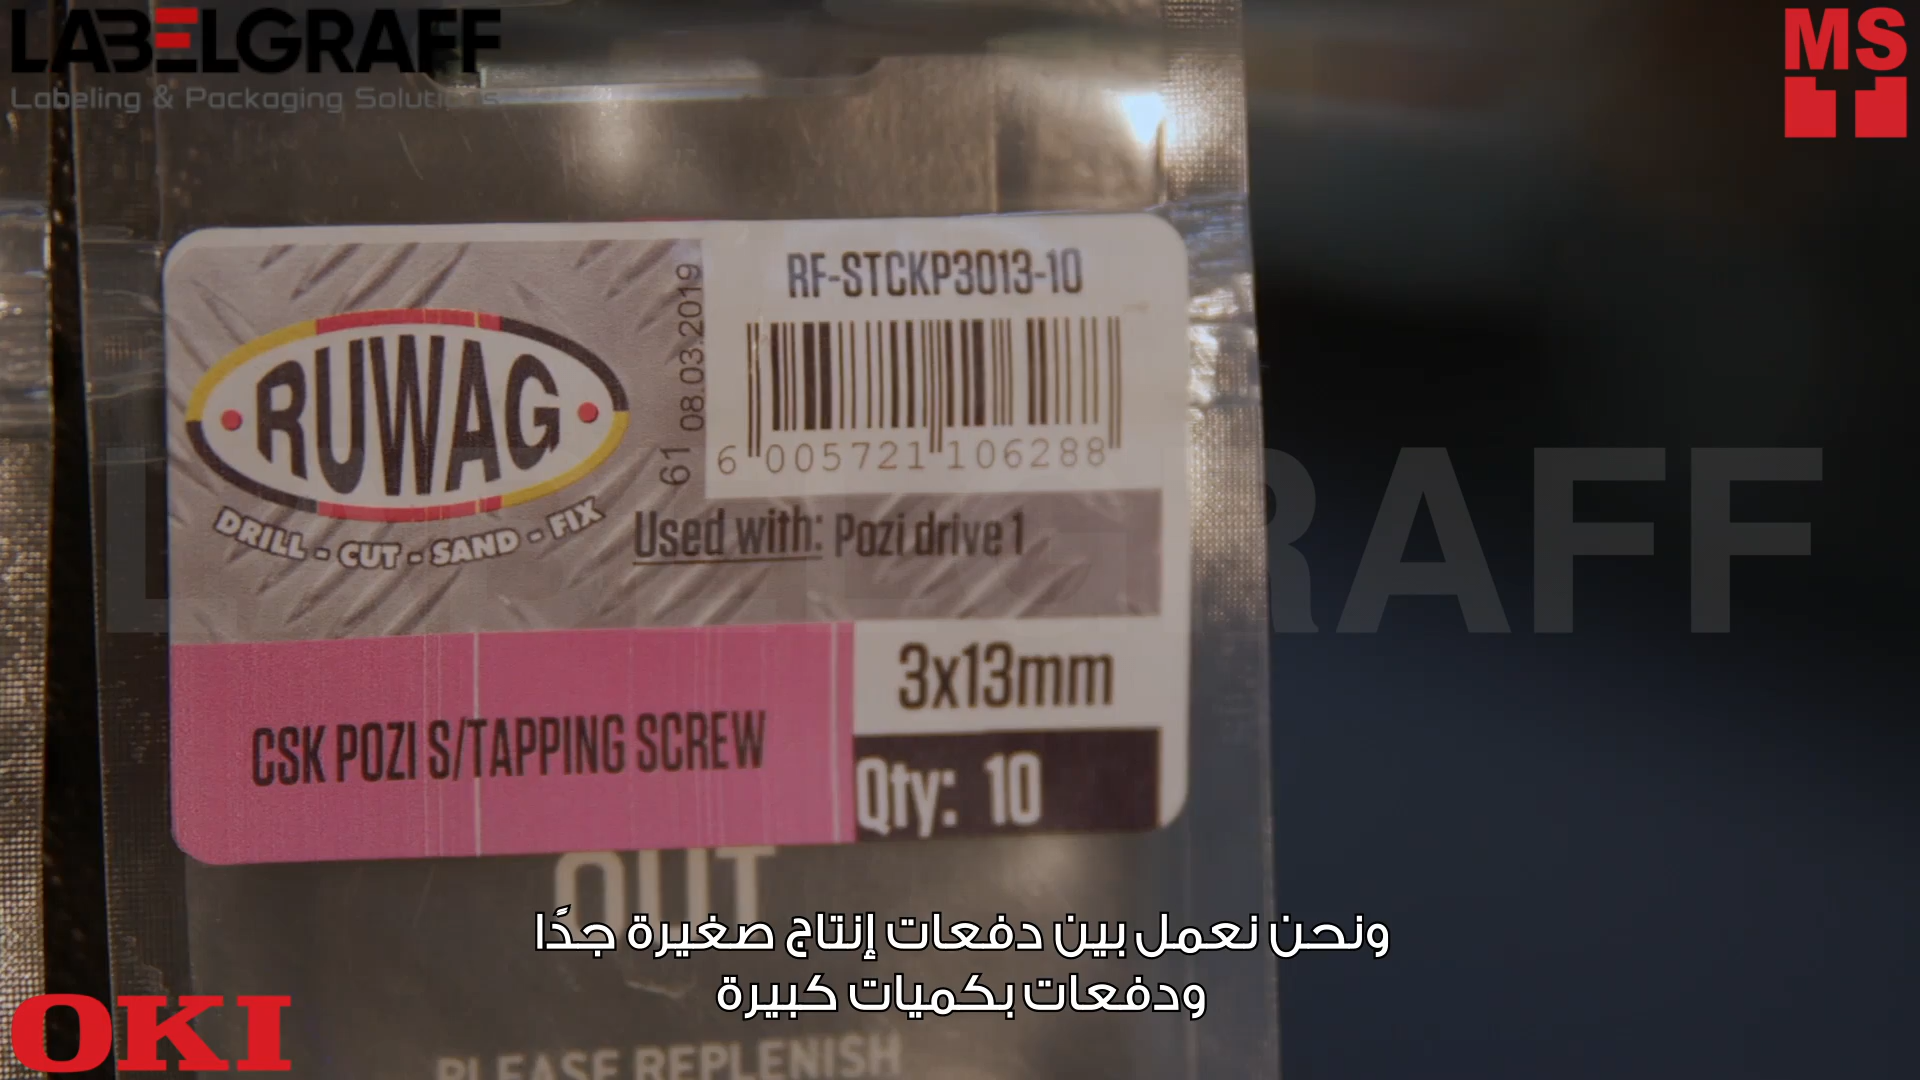 LABELGRAFF
Labeling & Packaging Solutions
MS
RF-STCKP3013-10
08.03.2019
61
6 005721 106288
RUWAG
DRILL - CUT - SAND - FIX
Used with: Pozi drive 1
LABELGRAFF
3x13mm
CSK POZI S/TAPPING SCREW
Qty: 10
OUT
ونحن نعمل بين دفعات إنتاج صغيرة جدًا
ودفعات بكميات كبيرة
OKI
PLEASE REPLENISH